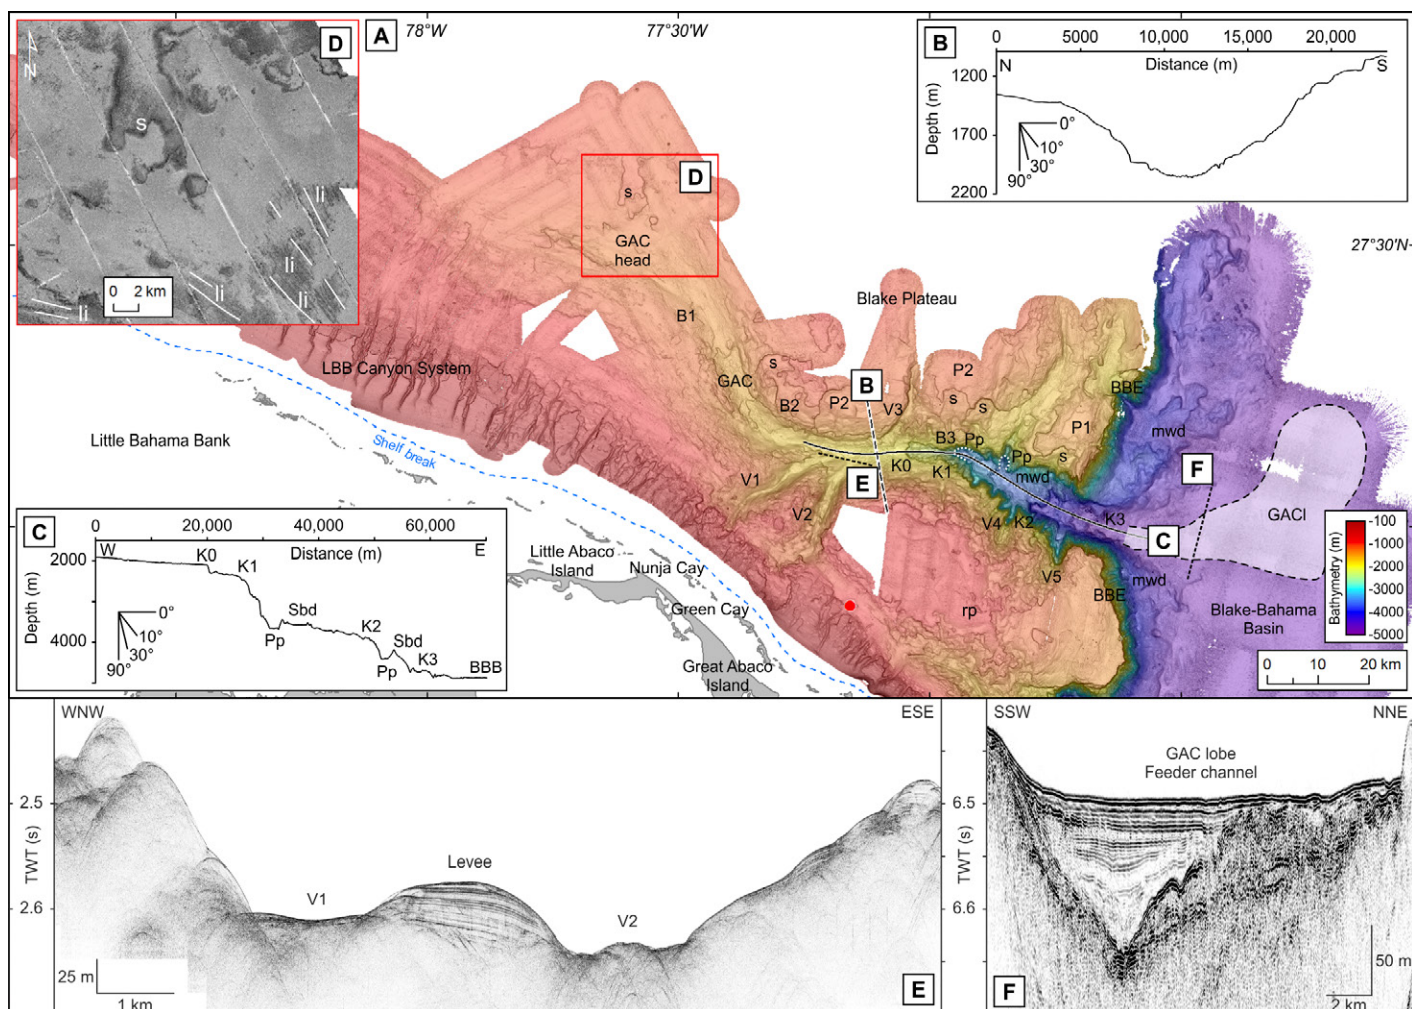 A
78°W
77°30'W
27°30'N
D
N
S
li
li
li
li
li
0 2 km
B
0
5000
10,000
15,000
20,000
Distance (m)
N
S
1200
1700
2200
Depth (m)
0°
10°
30°
90°
D
s
GAC
head
B1
GAC
s
B2
P2
B
V3
Blake Plateau
P2
s
s
BBE
P1
s
mwd
B3
Pp
Pp
mwd
K0
K1
E
V1
V2
V4
K2
K3
V5
C
F
GACl
mwd
BBE
rp
Blake-Bahama
Basin
LBB Canyon System
Little Bahama Bank
Shelf break
Little Abaco
Island
Nunja Cay
Green Cay
Great Abaco
Island
Bathymetry (m)
-100
-1000
-2000
-3000
-4000
-5000
0 10 20 km
C
0
20,000
40,000
60,000
Distance (m)
W
E
2000
4000
Depth (m)
K0
K1
Pp
Sbd
K2
Pp
Sbd
K3
BBB
0°
10°
30°
90°
WNW
ESE
2.5
2.6
TWT (s)
V1
Levee
V2
25 m
1 km
E
SSW
NNE
GAC lobe
Feeder channel
6.5
6.6
TWT (s)
50 m
2 km
F